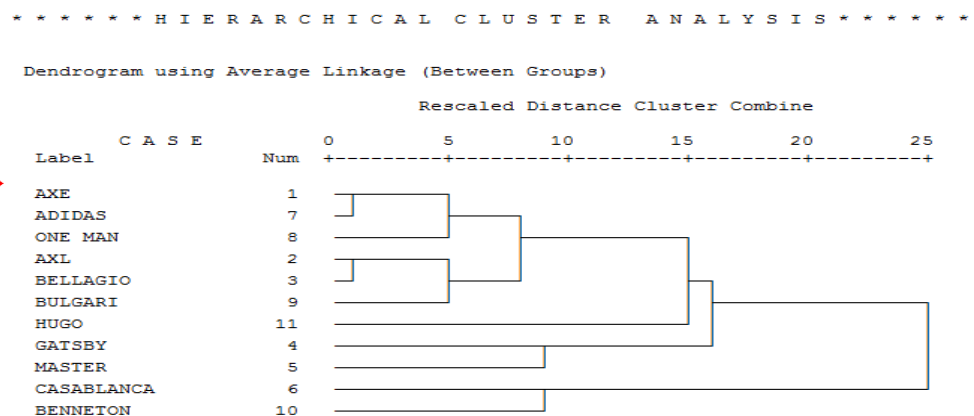 * * * * * * H I E R A R C H I C A L   C L U S T E R   A N A L Y S I S * * * * * *
Dendrogram using Average Linkage (Between Groups)
Rescaled Distance Cluster Combine
C A S E 0 5 10 15 20 25
Label Num +---------+---------+---------+---------+---------+
AXE 1
ADIDAS 7
ONE MAN 8
AXL 2
BELLAGIO 3
BULGARI 9
HUGO 11
GATSBY 4
MASTER 5
CASABLANCA 6
BENNETON 10